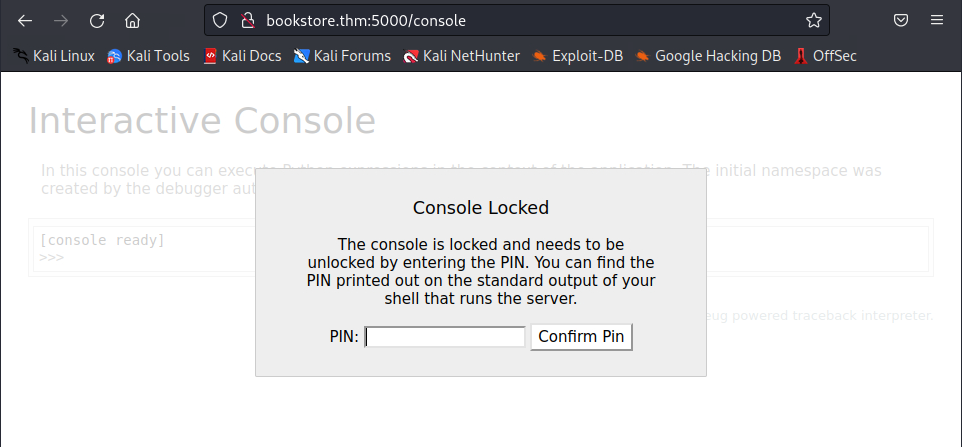 bookstore.thm:5000/console
Kali Linux Kali Tools Kali Docs Kali Forums Kali NetHunter Exploit-DB Google Hacking DB OffSec
Interactive Console
In this console you can execute Python expressions in the context of the application. The initial namespace was
created by the debugger aut
Console Locked
[console ready]
>>>
The console is locked and needs to be
unlocked by entering the PIN. You can find the
PIN printed out on the standard output of your
shell that runs the server.
eug powered traceback interpreter.
PIN: Confirm Pin